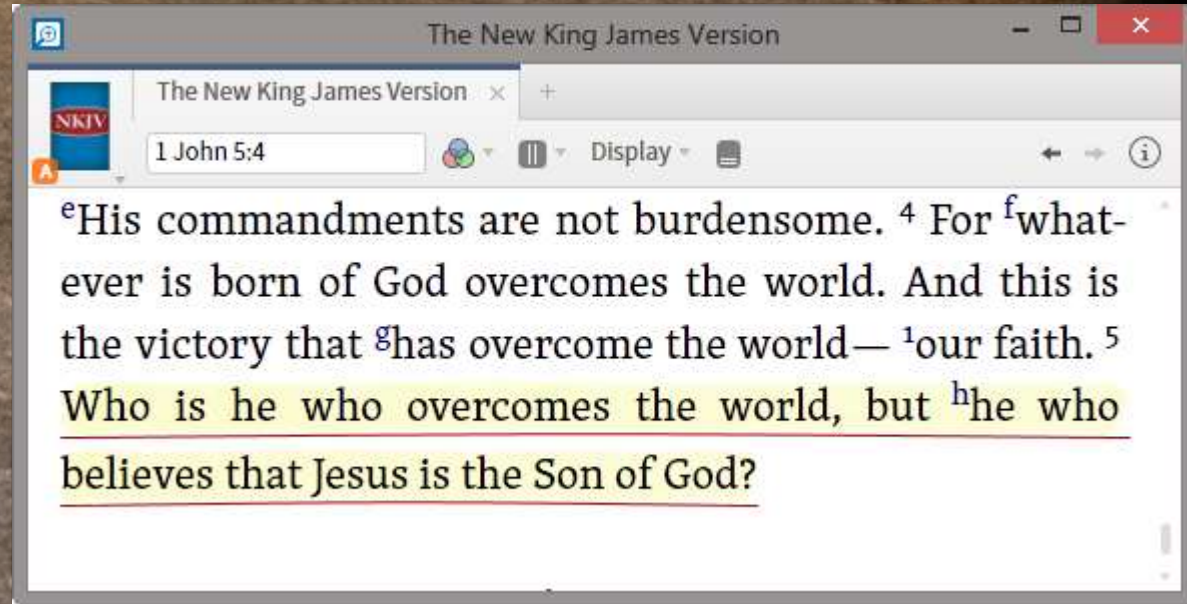 The New King James Version
The New King James Version
NKJV
A
1 John 5:4
Display
eHis commandments are not burdensome. 4 For fwhat-
ever is born of God overcomes the world. And this is
the victory that ghas overcome the world— 1our faith. 5
Who is he who overcomes the world, but hhe who
believes that Jesus is the Son of God?